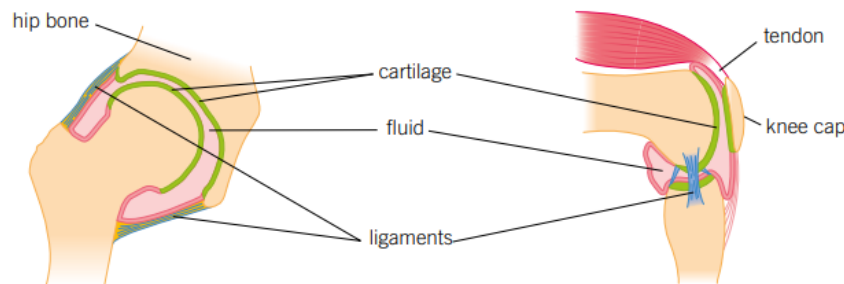 hip bone
tendon
cartilage
fluid
knee cap
ligaments